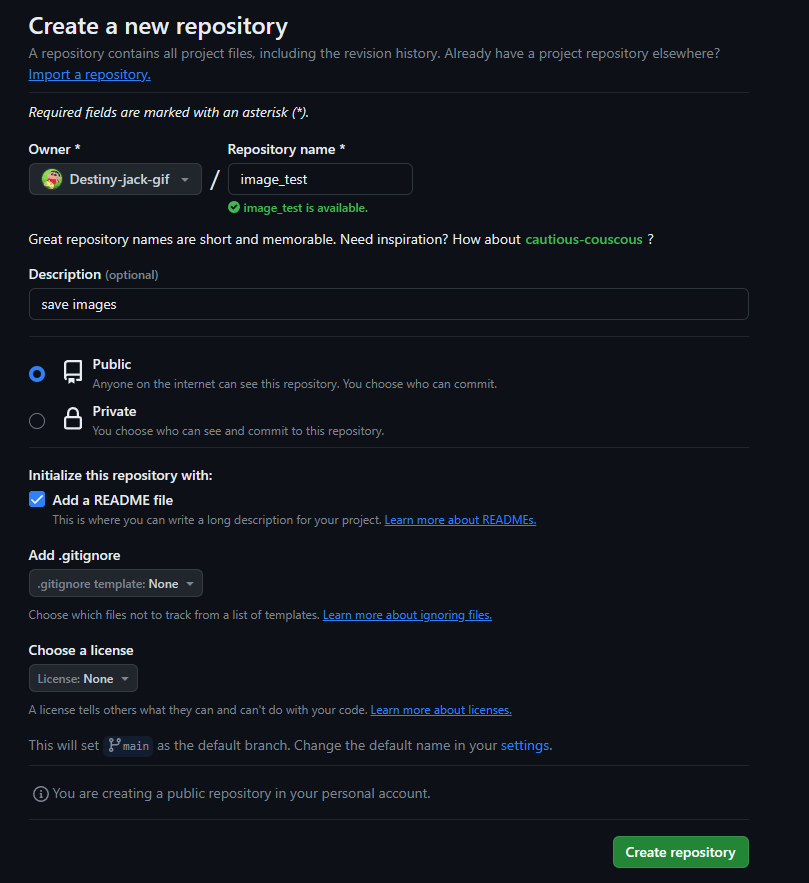 Create a new repository
A repository contains all project files, including the revision history. Already have a project repository elsewhere?
Import a repository.
Required fields are marked with an asterisk (*).
Owner * Repository name *
Destiny-jack-gif / image_test
image_test is available.
Great repository names are short and memorable. Need inspiration? How about cautious-couscous ?
Description (optional)
save images
Public
Anyone on the internet can see this repository. You choose who can commit.
Private
You choose who can see and commit to this repository.
Initialize this repository with:
Add a README file
This is where you can write a long description for your project. Learn more about READMEs.
Add .gitignore
.gitignore template: None
Choose which files not to track from a list of templates. Learn more about ignoring files.
Choose a license
License: None
A license tells others what they can and can't do with your code. Learn more about licenses.
This will set main as the default branch. Change the default name in your settings.
You are creating a public repository in your personal account.
Create repository